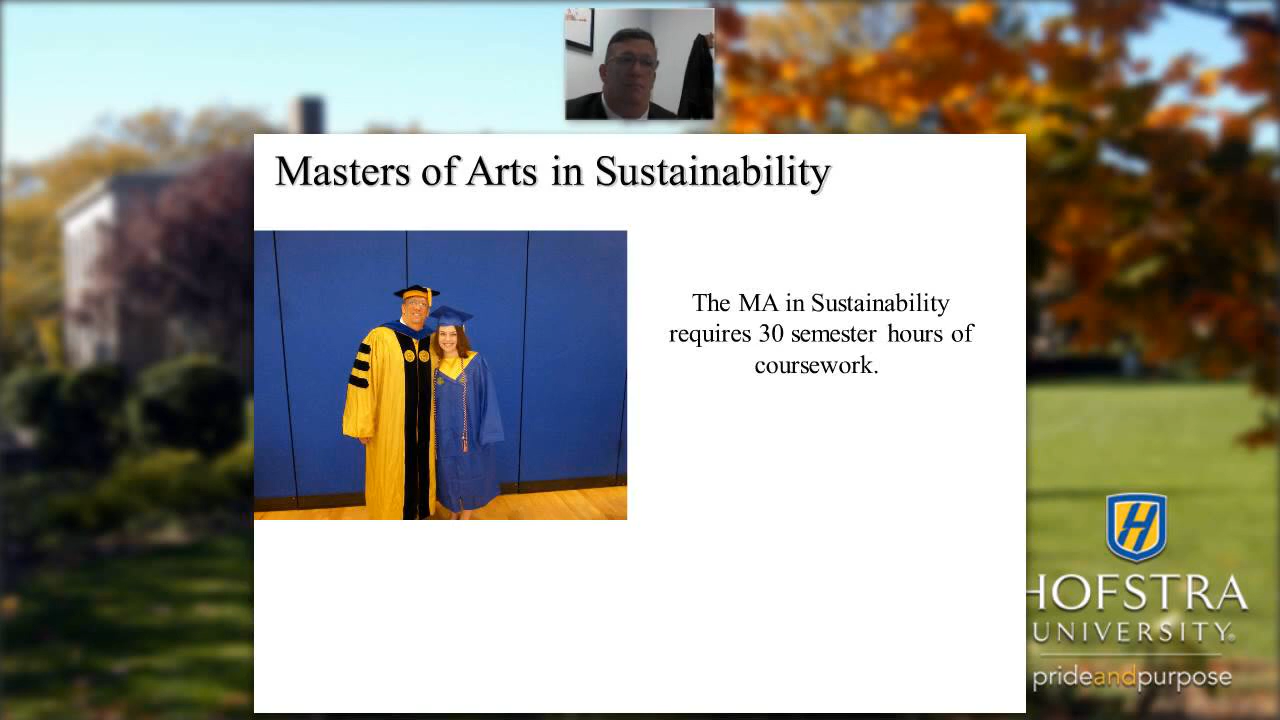 Masters of Arts in Sustainability
The MA in Sustainability
requires 30 semester hours of
coursework.
H
HOFSTRA
UNIVERSITY®
prideandpurpose